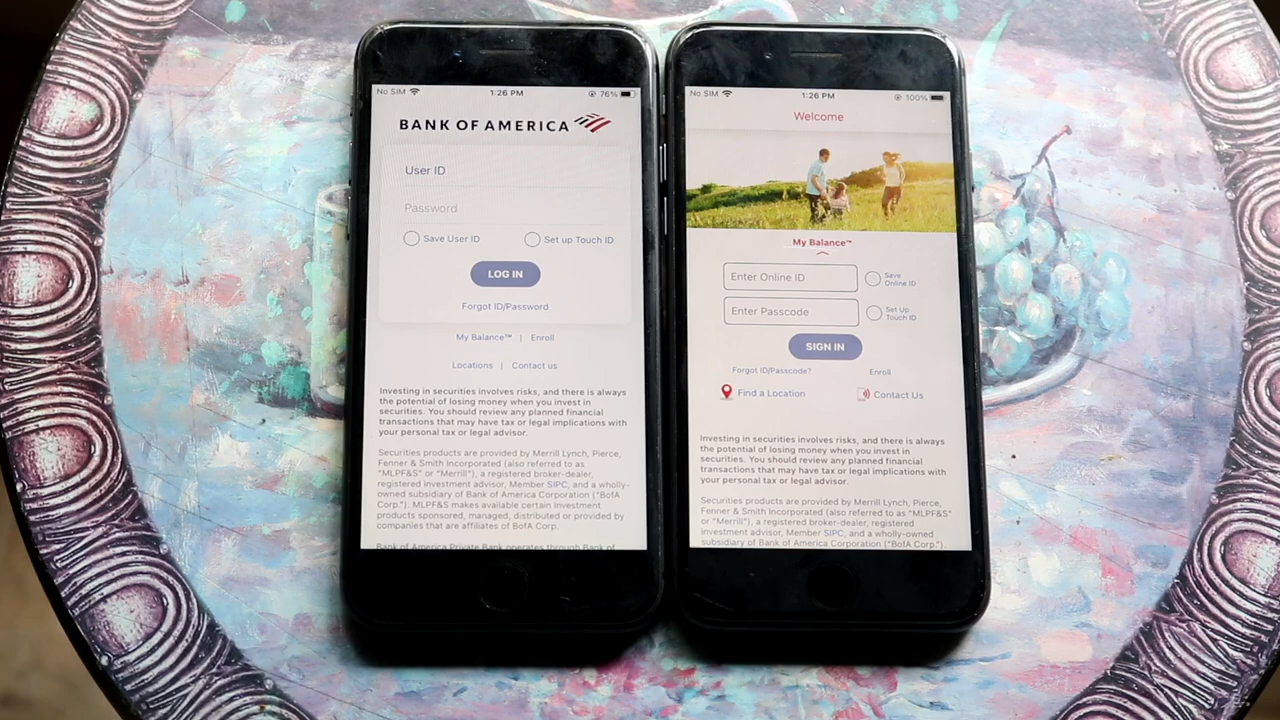 No SIM
1:26 PM
76%
BANK OF AMERICA
User ID
Password
Save User ID
Set up Touch ID
LOG IN
Forgot ID/Password
My Balance™ | Enroll
Locations | Contact us
Investing in securities involves risks, and there is always
the potential of losing money when you invest in
securities. You should review any planned financial
transactions that may have tax or legal implications with
your personal tax or legal advisor.
Securities products are provided by Merrill Lynch, Pierce,
Fenner & Smith Incorporated (also referred to as
"MLPF&S" or "Merrill"), a registered broker-dealer,
registered investment advisor, Member SIPC, and a wholly-
owned subsidiary of Bank of America Corporation ("BofA
Corp."). MLPF&S makes available certain investment
products sponsored, managed, distributed or provided by
companies that are affiliates of BofA Corp.
Bank of America Private Bank operates through Bank of
No SIM
1:26 PM
100%
Welcome
My Balance™
Enter Online ID
Save
Online ID
Enter Passcode
Set Up
Touch ID
SIGN IN
Forgot ID/Passcode?
Enroll
Find a Location
Contact Us
Investing in securities involves risks, and there is always
the potential of losing money when you invest in
securities. You should review any planned financial
transactions that may have tax or legal implications with
your personal tax or legal advisor.
Securities products are provided by Merrill Lynch, Pierce,
Fenner & Smith Incorporated (also referred to as "MLPF&S"
or "Merrill"), a registered broker-dealer, registered
investment advisor, Member SIPC, and a wholly-owned
subsidiary of Bank of America Corporation ("BofA Corp.").